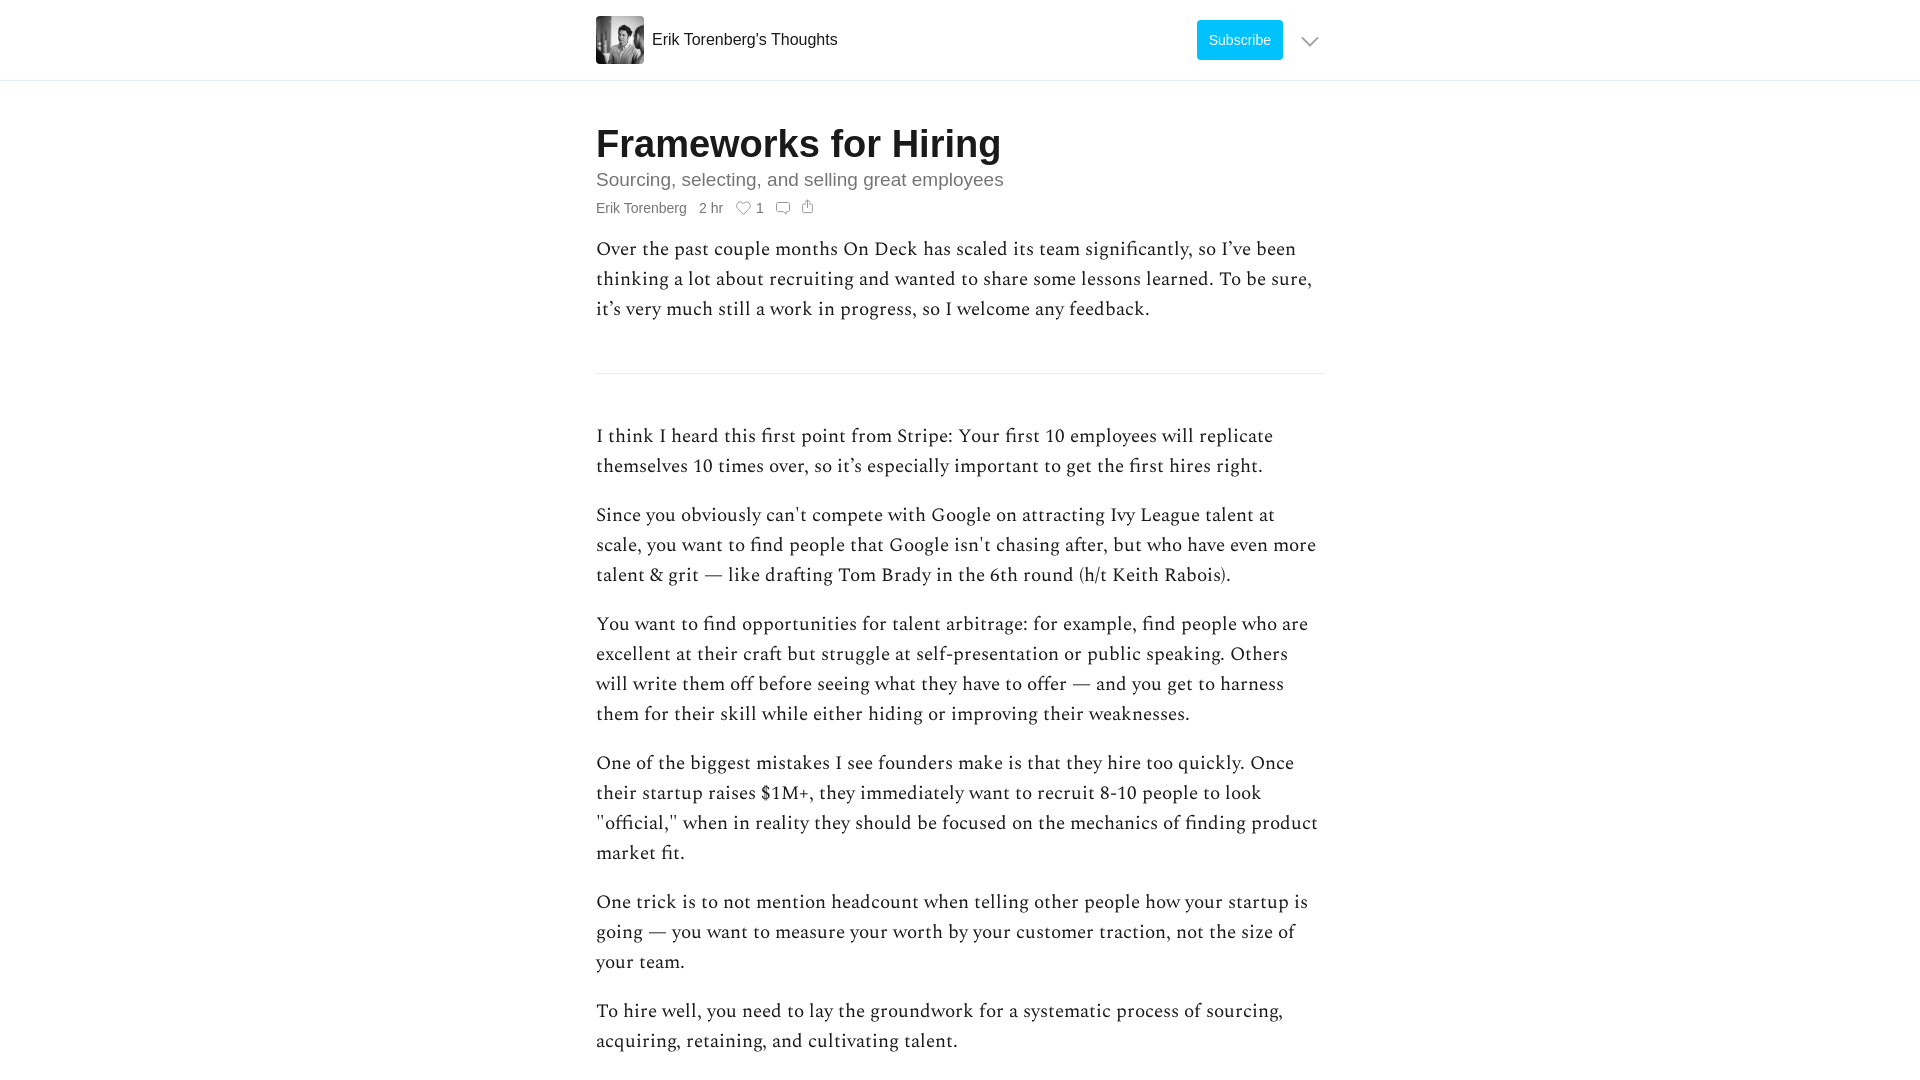 Erik Torenberg's Thoughts
Subscribe
Frameworks for Hiring
Sourcing, selecting, and selling great employees
Erik Torenberg 2 hr 1
Over the past couple months On Deck has scaled its team significantly, so I’ve been
thinking a lot about recruiting and wanted to share some lessons learned. To be sure,
it’s very much still a work in progress, so I welcome any feedback.
I think I heard this first point from Stripe: Your first 10 employees will replicate
themselves 10 times over, so it’s especially important to get the first hires right.
Since you obviously can't compete with Google on attracting Ivy League talent at
scale, you want to find people that Google isn't chasing after, but who have even more
talent & grit — like drafting Tom Brady in the 6th round (h/t Keith Rabois).
You want to find opportunities for talent arbitrage: for example, find people who are
excellent at their craft but struggle at self-presentation or public speaking. Others
will write them off before seeing what they have to offer — and you get to harness
them for their skill while either hiding or improving their weaknesses.
One of the biggest mistakes I see founders make is that they hire too quickly. Once
their startup raises $1M+, they immediately want to recruit 8-10 people to look
"official," when in reality they should be focused on the mechanics of finding product
market fit.
One trick is to not mention headcount when telling other people how your startup is
going — you want to measure your worth by your customer traction, not the size of
your team.
To hire well, you need to lay the groundwork for a systematic process of sourcing,
acquiring, retaining, and cultivating talent.